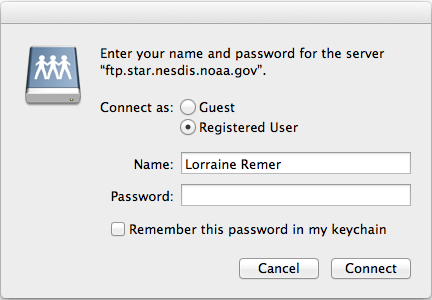 Enter your name and password for the server
“ftp.star.nesdis.noaa.gov”.
Connect as: Guest
Registered User
Name: Lorraine Remer
Password:
Remember this password in my keychain
Cancel Connect